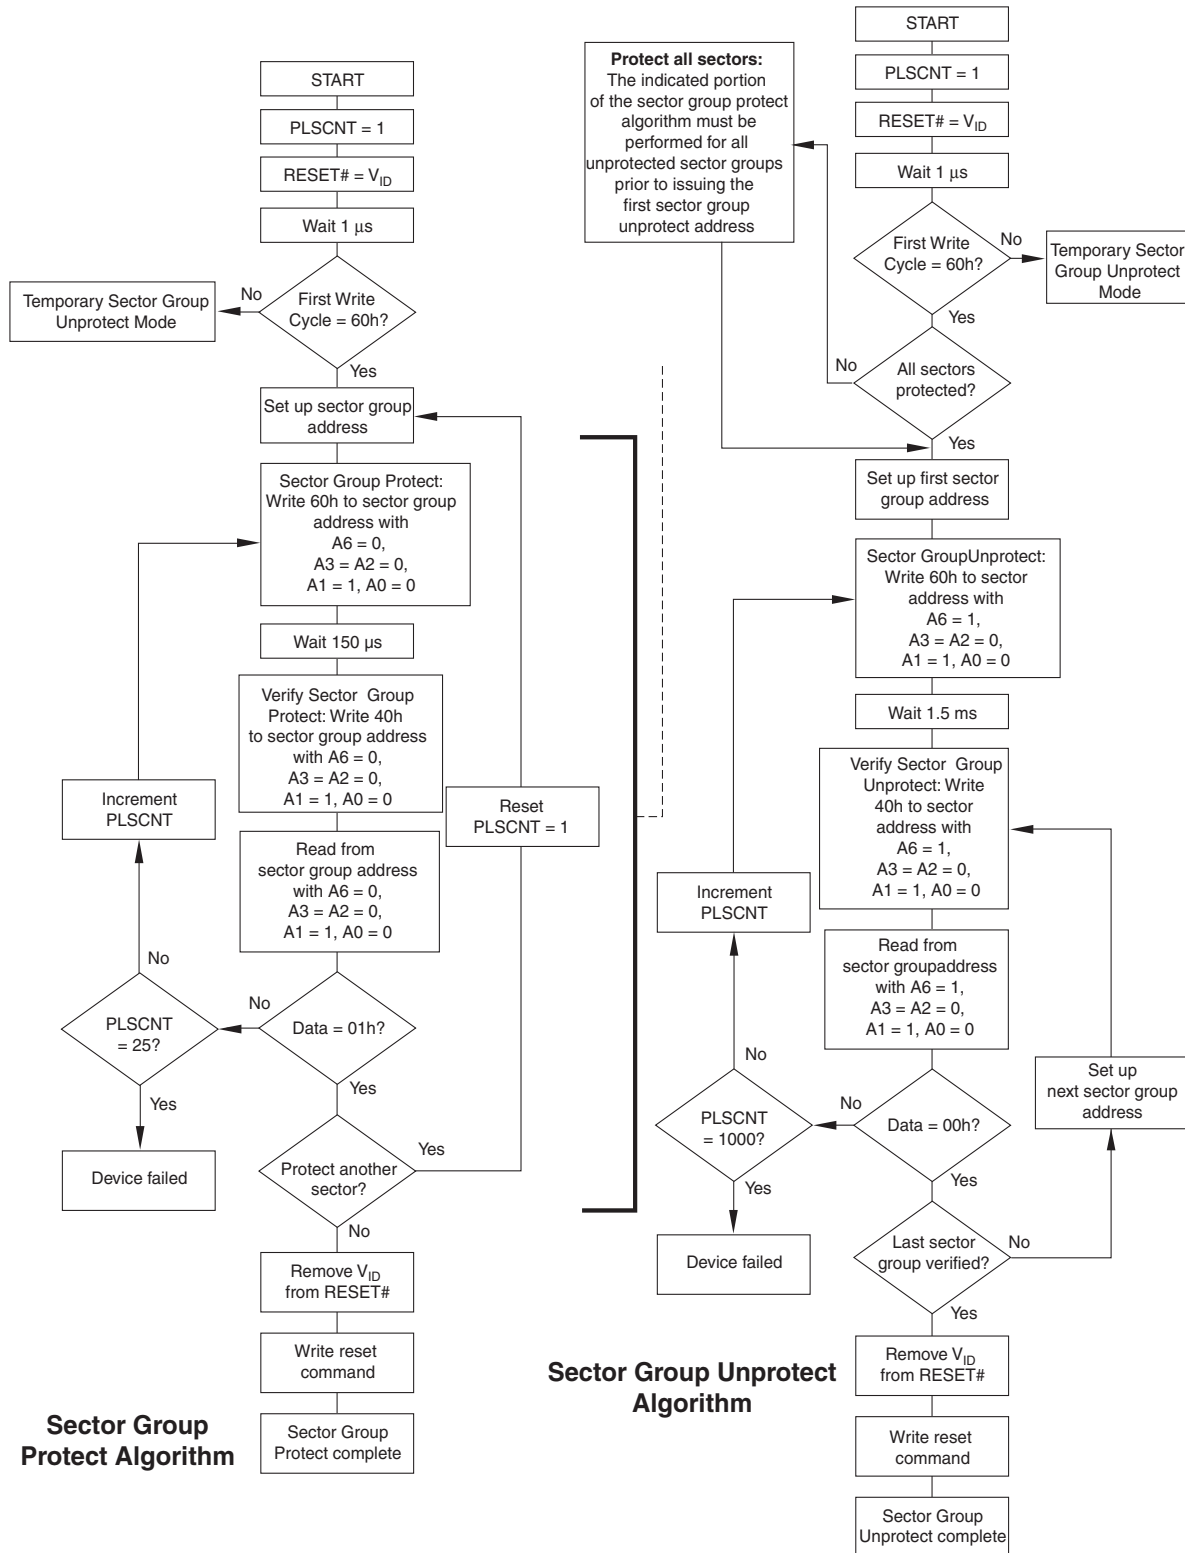 START
PLSCNT = 1
RESET# = VID
Wait 1 μs
First Write
Cycle = 60h?
No
Temporary Sector Group
Unprotect Mode
Yes
Set up sector group
address
Sector Group Protect:
Write 60h to sector group
address with
A6 = 0,
A3 = A2 = 0,
A1 = 1, A0 = 0
Wait 150 µs
Verify Sector Group
Protect: Write 40h
to sector group address
with A6 = 0,
A3 = A2 = 0,
A1 = 1, A0 = 0
Increment
PLSCNT
Reset
PLSCNT = 1
Read from
sector group address
with A6 = 0,
A3 = A2 = 0,
A1 = 1, A0 = 0
No
No
PLSCNT
= 25?
Data = 01h?
Yes
Yes
Device failed
Protect another
sector?
Yes
No
Remove VID
from RESET#
Write reset
command
Sector Group
Protect complete
Sector Group
Protect Algorithm
Protect all sectors:
The indicated portion
of the sector group protect
algorithm must be
performed for all
unprotected sector groups
prior to issuing the
first sector group
unprotect address
START
PLSCNT = 1
RESET# = VID
Wait 1 μs
First Write
Cycle = 60h?
No
Temporary Sector
Group Unprotect
Mode
Yes
No
All sectors
protected?
Yes
Set up first sector
group address
Sector GroupUnprotect:
Write 60h to sector
address with
A6 = 1,
A3 = A2 = 0,
A1 = 1, A0 = 0
Wait 1.5 ms
Verify Sector Group
Unprotect: Write
40h to sector
address with
A6 = 1,
A3 = A2 = 0,
A1 = 1, A0 = 0
Increment
PLSCNT
Read from
sector groupaddress
with A6 = 1,
A3 = A2 = 0,
A1 = 1, A0 = 0
No
No
PLSCNT
= 1000?
Data = 00h?
Set up
next sector group
address
Yes
Yes
Device failed
Last sector
group verified?
No
Yes
Remove VID
from RESET#
Write reset
command
Sector Group
Unprotect complete
Sector Group Unprotect
Algorithm